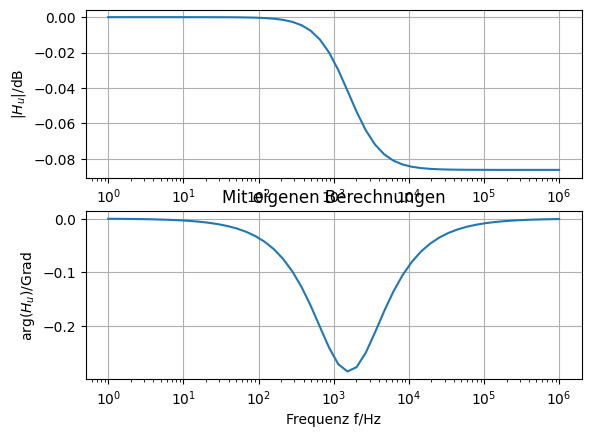 0.00
−0.02
−0.04
−0.06
−0.08
|H_u|/dB
10^0 10^1 10^2 10^3 10^4 10^5 10^6
Mit eigenen Berechnungen
0.0
−0.1
−0.2
arg(H_u)/Grad
10^0 10^1 10^2 10^3 10^4 10^5 10^6
Frequenz f/Hz